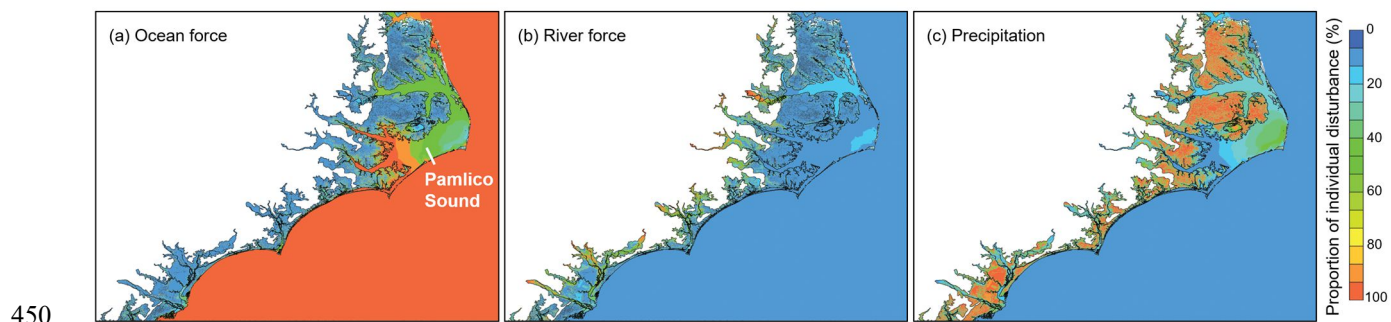 (a) Ocean force
Pamlico
Sound
(b) River force
(c) Precipitation
Proportion of individual disturbance (%)
0
20
40
60
80
100
450